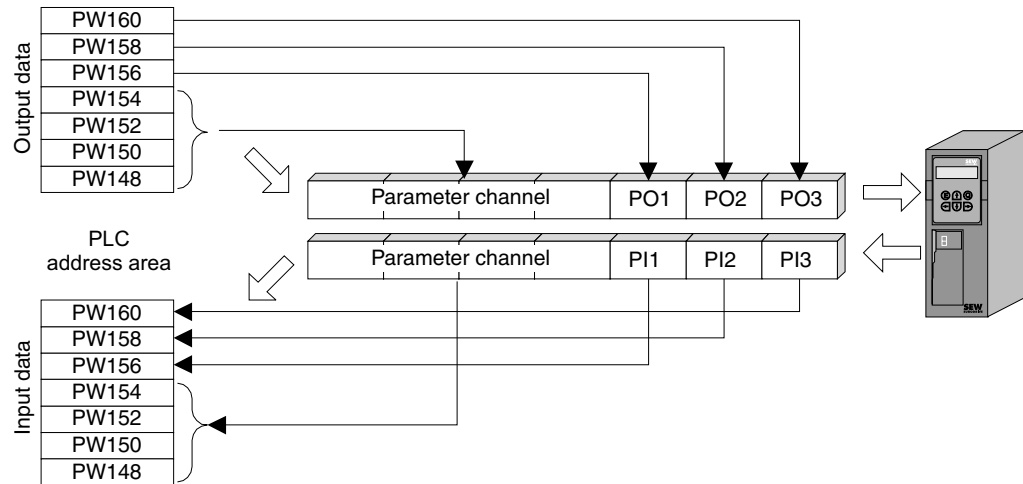 Output data
PW160
PW158
PW156
PW154
PW152
PW150
PW148
Parameter channel PO1 PO2 PO3
SEW
PLC
address area
Parameter channel PI1 PI2 PI3
SEW
Input data
PW160
PW158
PW156
PW154
PW152
PW150
PW148